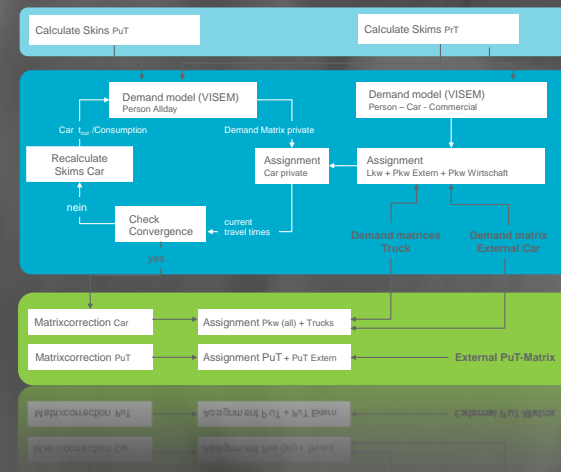 Calculate Skins PuT
Calculate Skims PrT
Demand model (VISEM)
Person Allday
Demand model (VISEM)
Person – Car - Commercial
Car tcur /Consumption
Demand Matrix private
Recalculate
Skims Car
Assignment
Car private
Assignment
Lkw + Pkw Extern + Pkw Wirtschaft
nein
Check
Convergence
current
travel times
yes
Demand matrices
Truck
Demand matrix
External Car
Matrixcorrection Car
Assignment Pkw (all) + Trucks
Matrixcorrection PuT
Assignment PuT + PuT Extern
External PuT-Matrix